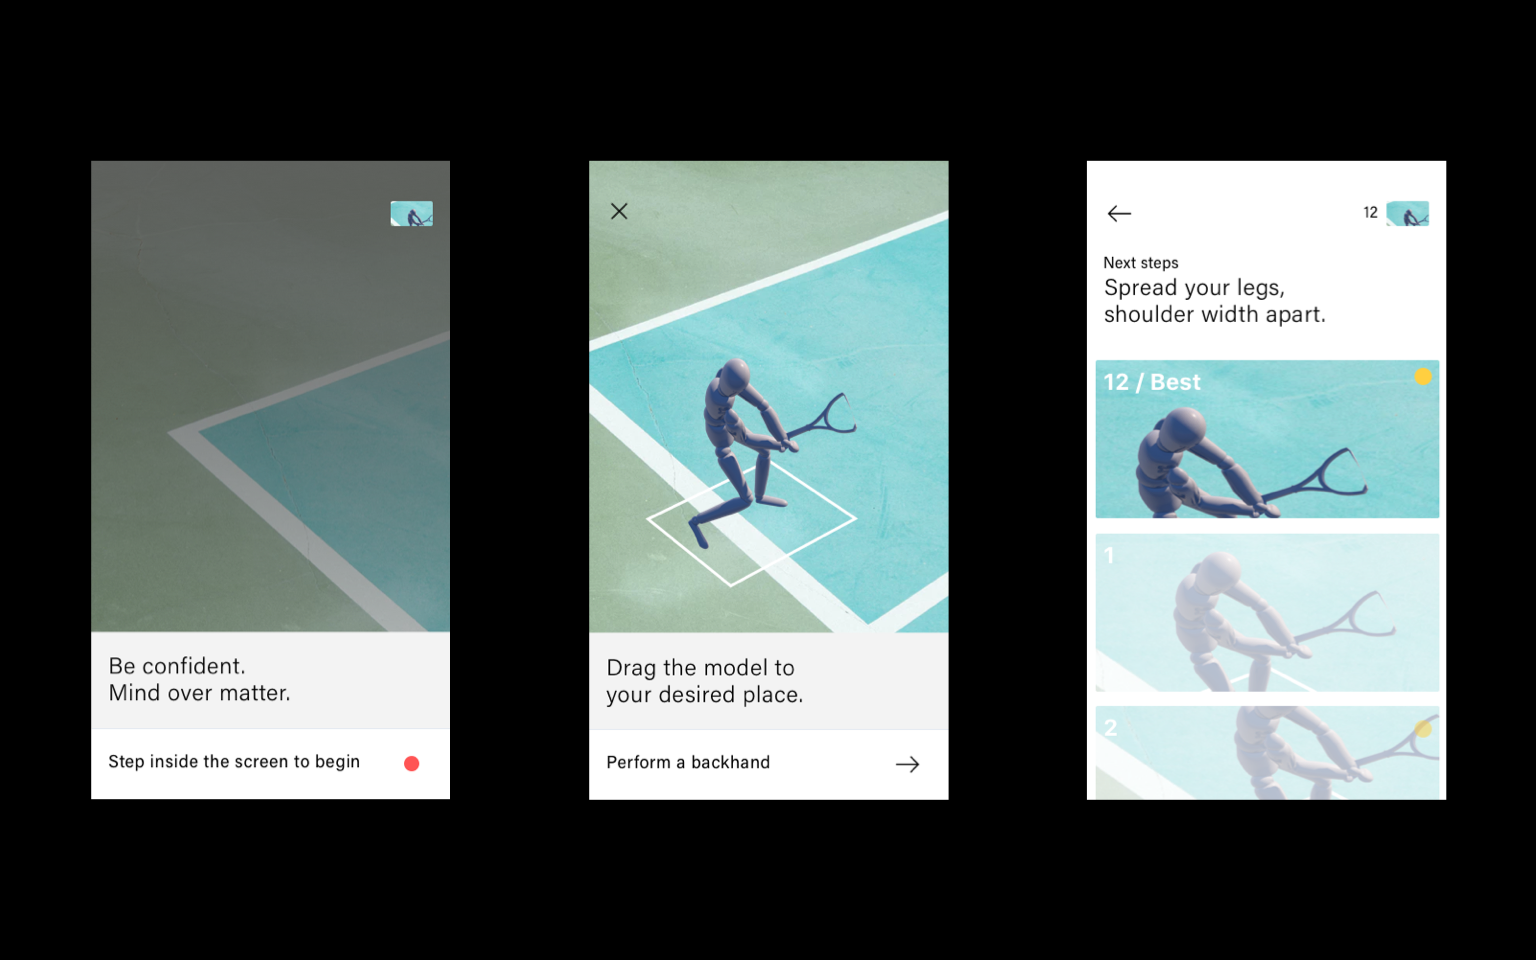 Be confident.
Mind over matter.
Step inside the screen to begin
Drag the model to
your desired place.
Perform a backhand
12
Next steps
Spread your legs,
shoulder width apart.
12 / Best
1
2